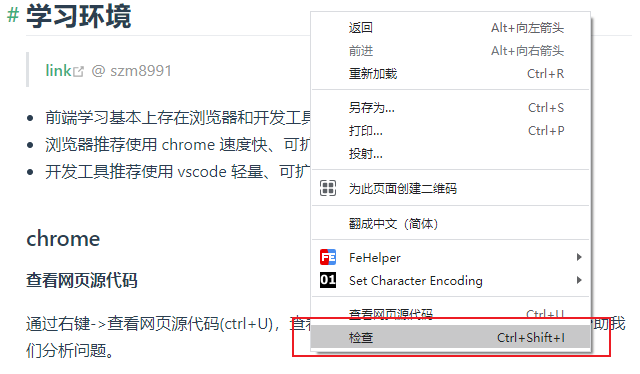 # 学习环境
link @ szm8991
前端学习基本上存在浏览器和开发工具
浏览器推荐使用 chrome 速度快、可扩
开发工具推荐使用 vscode 轻量、可扩
chrome
查看网页源代码
通过右键->查看网页源代码(ctrl+U)，查看
助我
们分析问题。
返回 Alt+向左箭头
前进 Alt+向右箭头
重新加载 Ctrl+R
另存为... Ctrl+S
打印... Ctrl+P
投射...
为此页面创建二维码
翻成中文（简体）
FE FeHelper
01 Set Character Encoding
查看网页源代码 Ctrl+U
检查 Ctrl+Shift+I